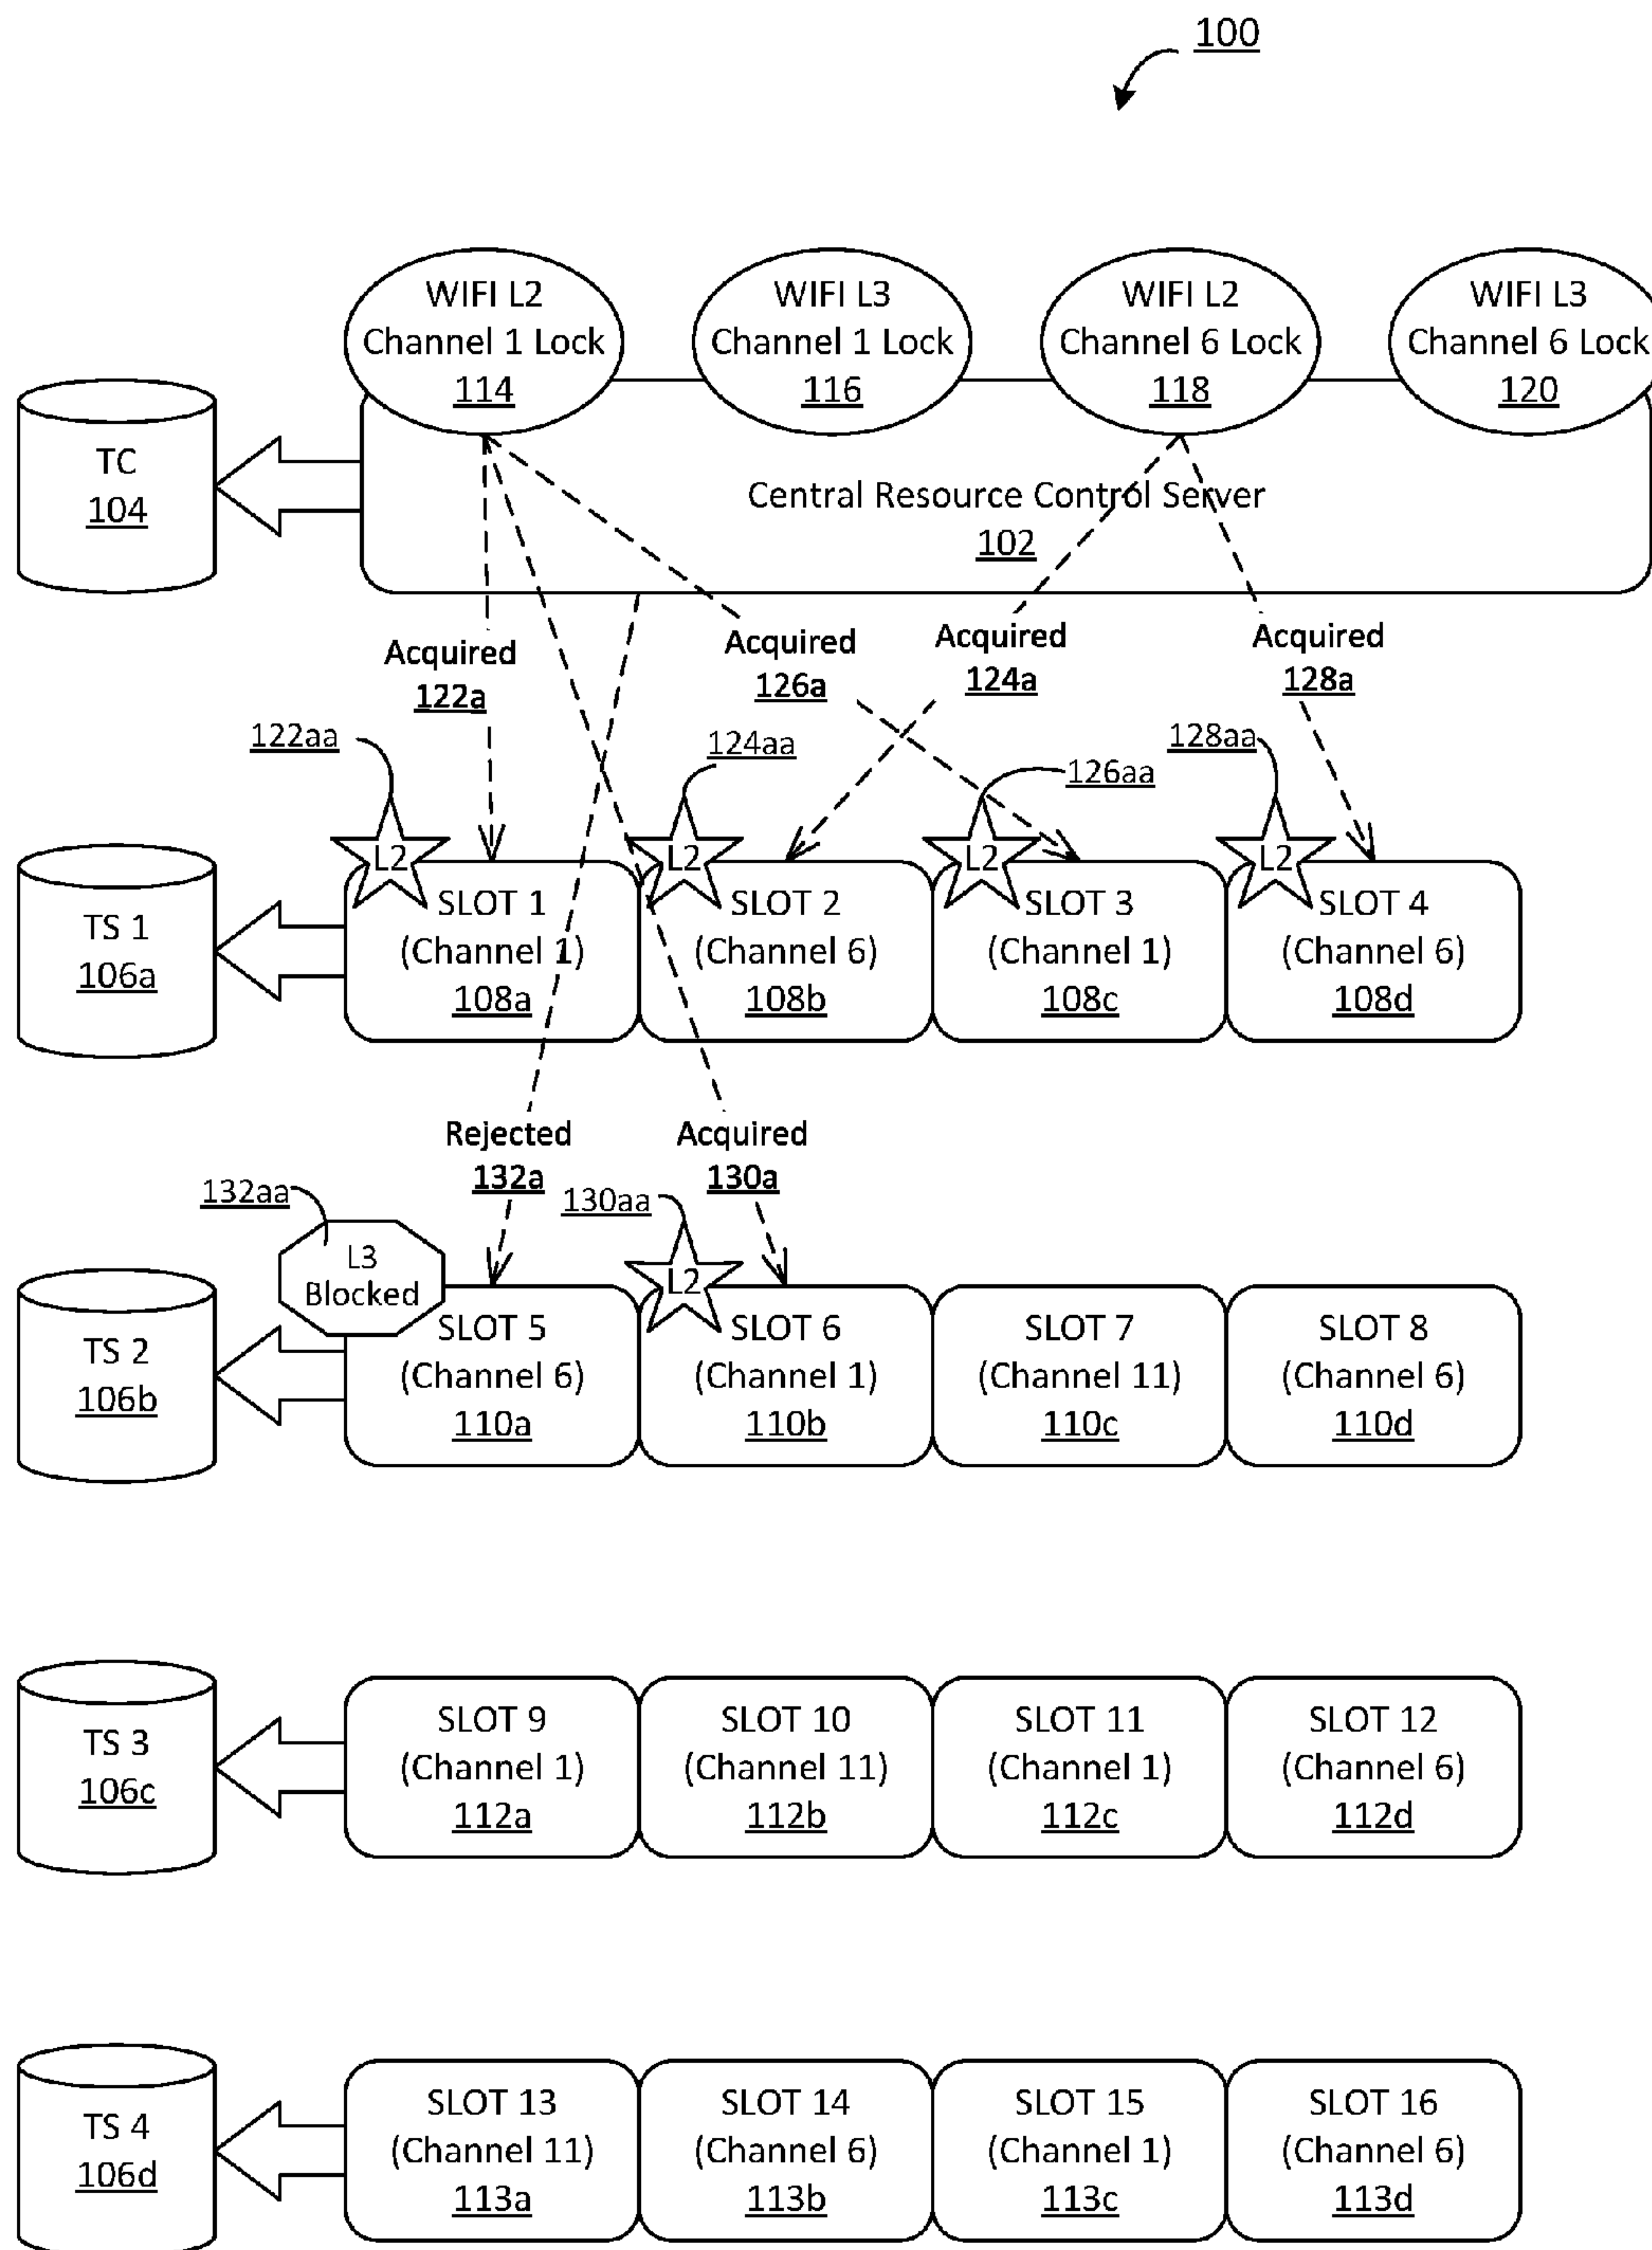 100
WIFI L2
Channel 1 Lock
114
WIFI L3
Channel 1 Lock
116
WIFI L2
Channel 6 Lock
118
WIFI L3
Channel 6 Lock
120
TC
104
Central Resource Control Server
102
Acquired
122a
Acquired
126a
Acquired
124a
Acquired
128a
122aa
124aa
126aa
128aa
TS 1
106a
L2
SLOT 1
(Channel 1)
108a
L2
SLOT 2
(Channel 6)
108b
L2
SLOT 3
(Channel 1)
108c
L2
SLOT 4
(Channel 6)
108d
Rejected
132a
Acquired
130a
132aa
130aa
L3
Blocked
L2
TS 2
106b
SLOT 5
(Channel 6)
110a
SLOT 6
(Channel 1)
110b
SLOT 7
(Channel 11)
110c
SLOT 8
(Channel 6)
110d
TS 3
106c
SLOT 9
(Channel 1)
112a
SLOT 10
(Channel 11)
112b
SLOT 11
(Channel 1)
112c
SLOT 12
(Channel 6)
112d
TS 4
106d
SLOT 13
(Channel 11)
113a
SLOT 14
(Channel 6)
113b
SLOT 15
(Channel 1)
113c
SLOT 16
(Channel 6)
113d